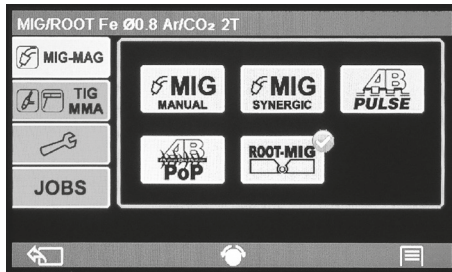 MIG/ROOT Fe Ø0.8 Ar/CO₂ 2T
MIG-MAG
TIG
MMA
JOBS
MIG
MANUAL
MIG
SYNERGIC
AB
PULSE
AB
PoP
ROOT-MIG